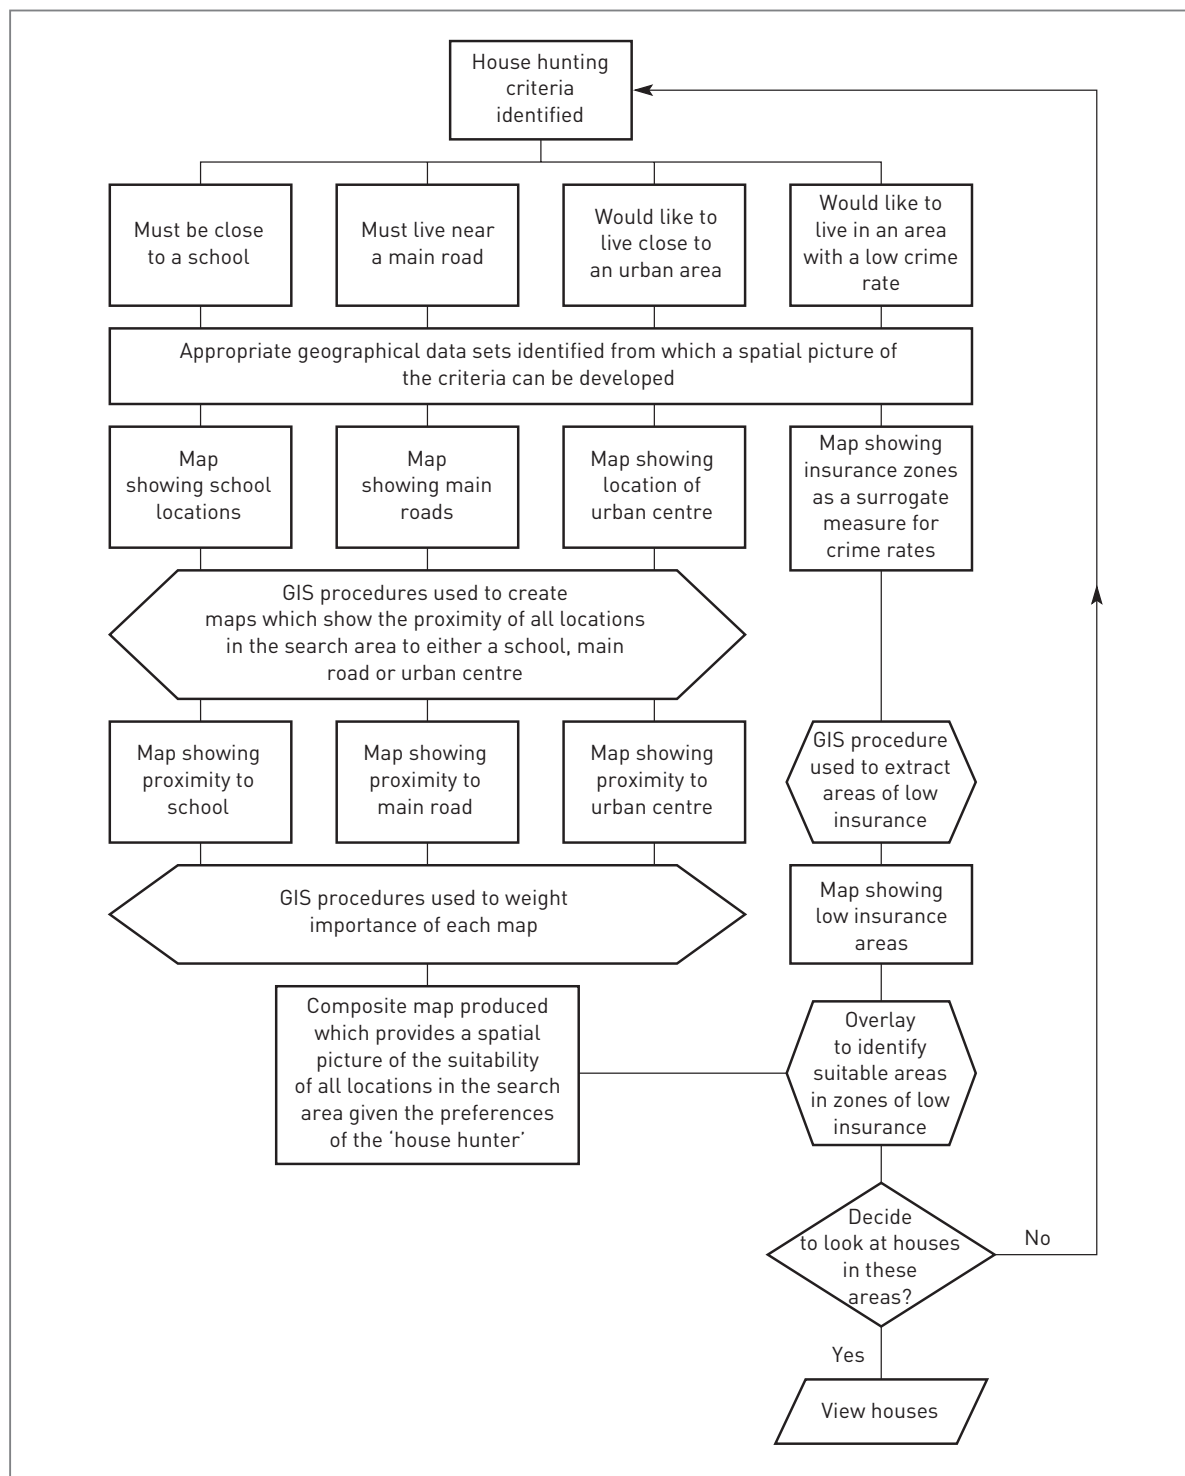 House hunting
criteria
identified
Must be close
to a school
Must live near
a main road
Would like to
live close to
an urban area
Would like to
live in an area
with a low crime
rate
Appropriate geographical data sets identified from which a spatial picture of
the criteria can be developed
Map
showing school
locations
Map
showing main
roads
Map showing
location of
urban centre
Map showing
insurance zones
as a surrogate
measure for
crime rates
GIS procedures used to create
maps which show the proximity of all locations
in the search area to either a school, main
road or urban centre
Map showing
proximity to
school
Map showing
proximity to
main road
Map showing
proximity to
urban centre
GIS procedure
used to extract
areas of low
insurance
GIS procedures used to weight
importance of each map
Map showing
low insurance
areas
Composite map produced
which provides a spatial
picture of the suitability
of all locations in the search
area given the preferences
of the ‘house hunter’
Overlay
to identify
suitable areas
in zones of low
insurance
Decide
to look at houses
in these
areas?
No
Yes
View houses